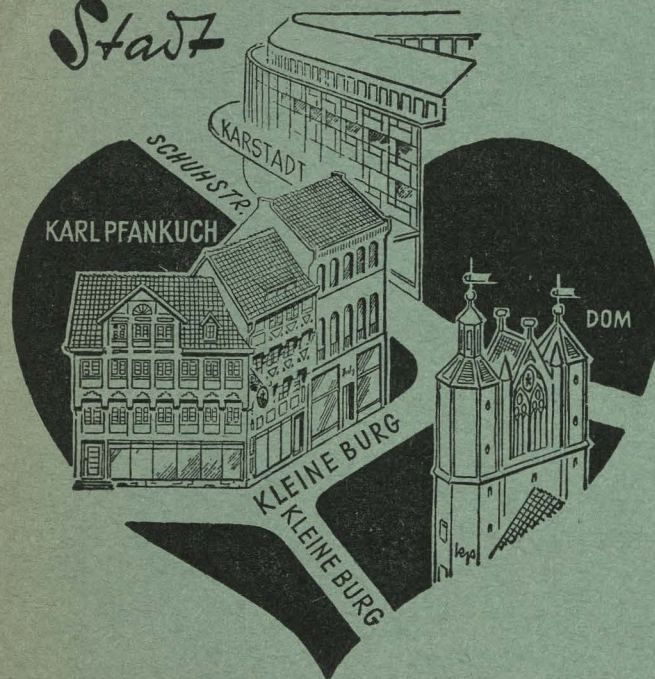 Stadt
KARSTADT
SCHUHSTR.
KARL PFANKUCH
DOM
KLEINE BURG
KLEINE BURG